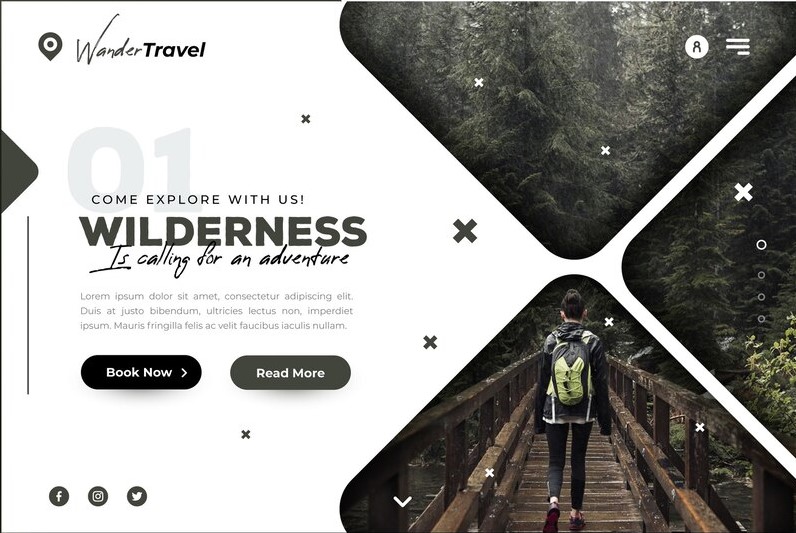 WanderTravel
01
COME EXPLORE WITH US!
WILDERNESS
Is calling for an adventure
Lorem ipsum dolor sit amet, consectetur adipiscing elit.
Duis at justo bibendum, ultricies lectus non, imperdiet
ipsum. Mauris fringilla felis ac velit faucibus iaculis nullam.
Book Now
Read More